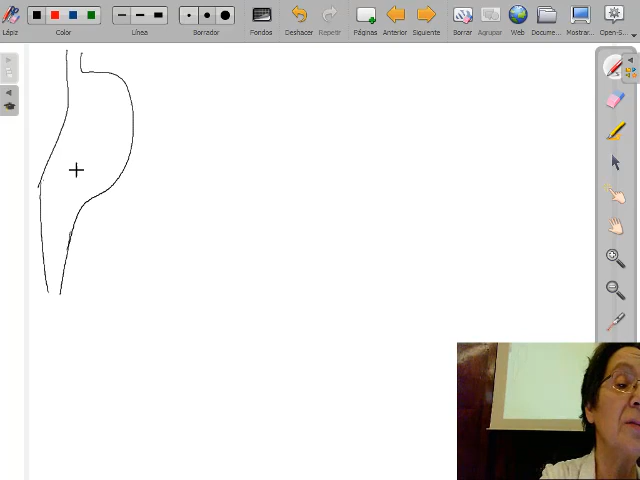 Lápiz Color Línea Borrador Fondos Deshacer Repetir Páginas Anterior Siguiente Borrar Agrupar Web Docume... Mostrar... Open-S...